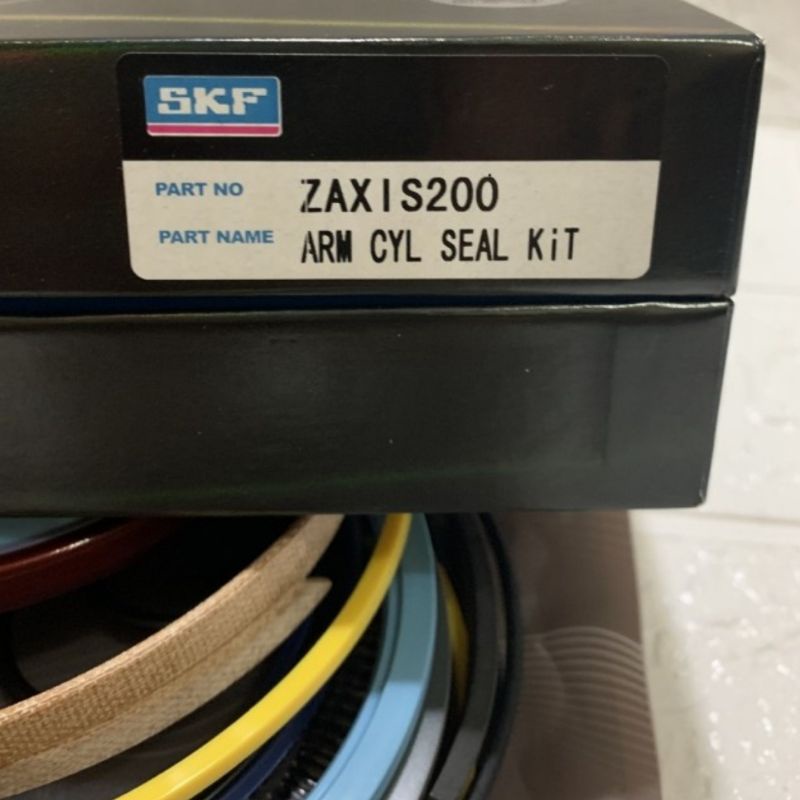 SKF
PART NO ZAXIS200
PART NAME ARM CYL SEAL KiT